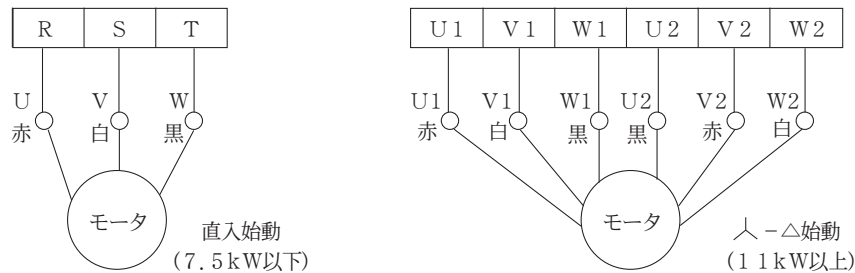 R S T
U V W
赤 白 黒
モータ
直入始動
(7.5kW以下)
U1 V1 W1 U2 V2 W2
U1 V1 W1 U2 V2 W2
赤 白 黒 黒 赤 白
モータ
人-△始動
(11kW以上)